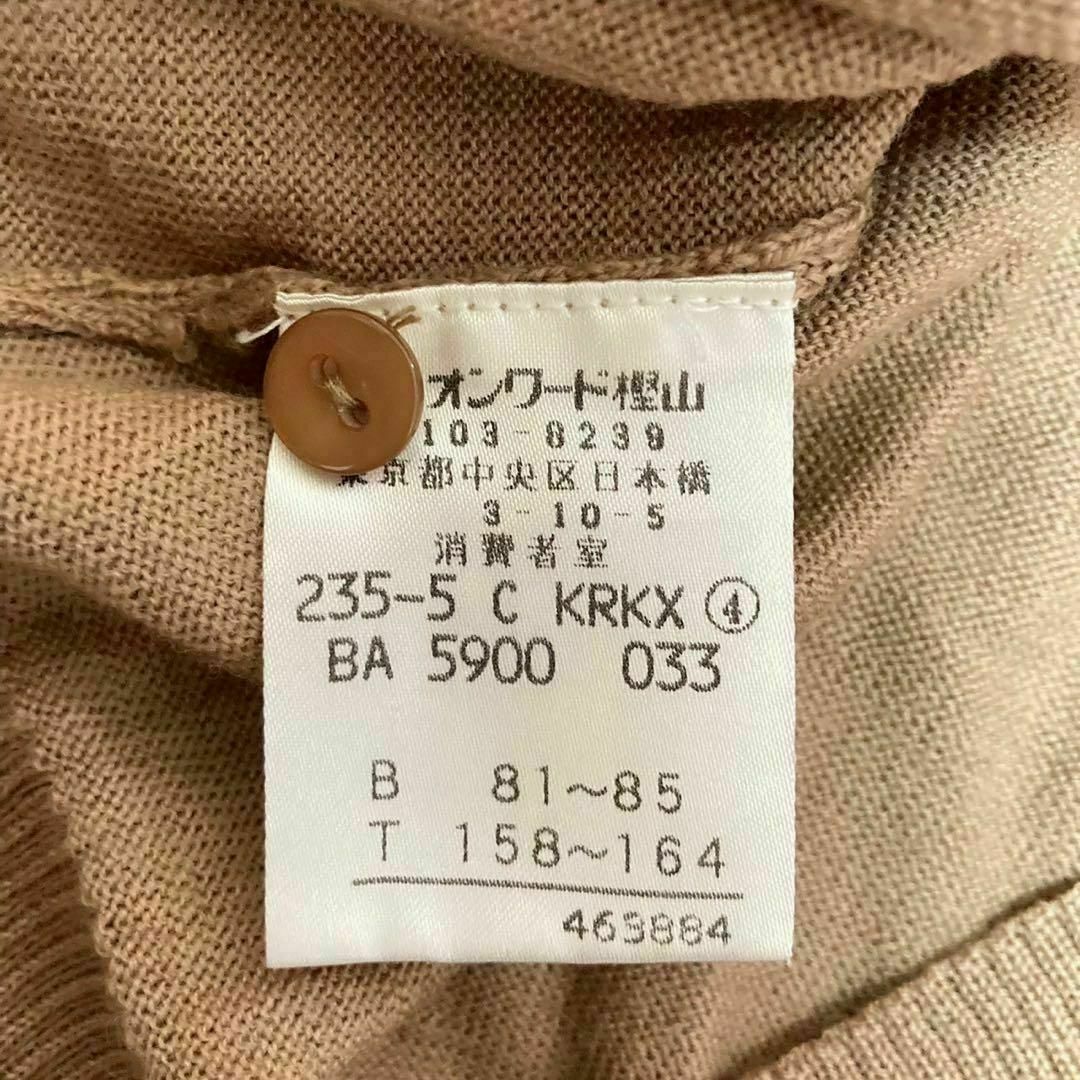 オンワード樫山
103-8239
東京都中央区日本橋
3-10-5
消費者室
235-5 C KRKX ④
BA 5900 033
B 81~85
T 158~164
463884